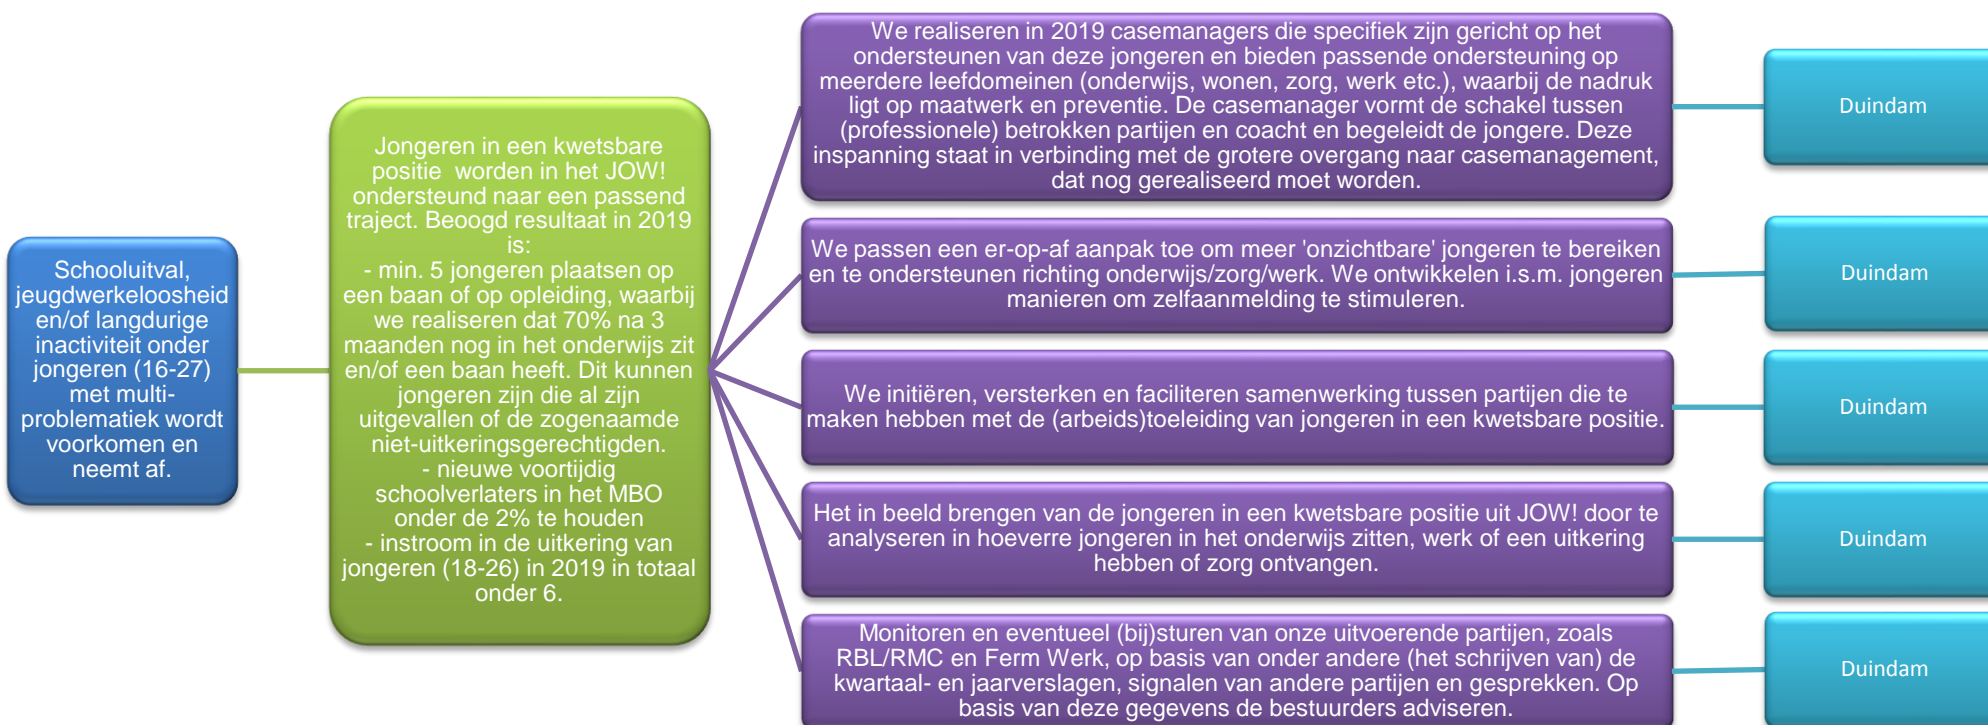 Schooluitval,
jeugdwerkeloosheid
en/of langdurige
inactiviteit onder
jongeren (16-27)
met multi-
problematiek wordt
voorkomen en
neemt af.
Jongeren in een kwetsbare
positie  worden in het JOW!
ondersteund naar een passend
traject. Beoogd resultaat in 2019
is:
- min. 5 jongeren plaatsen op
een baan of op opleiding, waarbij
we realiseren dat 70% na 3
maanden nog in het onderwijs zit
en/of een baan heeft. Dit kunnen
jongeren zijn die al zijn
uitgevallen of de zogenaamde
niet-uitkeringsgerechtigden.
- nieuwe voortijdig
schoolverlaters in het MBO
onder de 2% te houden
- instroom in de uitkering van
jongeren (18-26) in 2019 in totaal
onder 6.
We realiseren in 2019 casemanagers die specifiek zijn gericht op het
ondersteunen van deze jongeren en bieden passende ondersteuning op
meerdere leefdomeinen (onderwijs, wonen, zorg, werk etc.), waarbij de nadruk
ligt op maatwerk en preventie. De casemanager vormt de schakel tussen
(professionele) betrokken partijen en coacht en begeleidt de jongere. Deze
inspanning staat in verbinding met de grotere overgang naar casemanagement,
dat nog gerealiseerd moet worden.
Duindam
We passen een er-op-af aanpak toe om meer 'onzichtbare' jongeren te bereiken
en te ondersteunen richting onderwijs/zorg/werk. We ontwikkelen i.s.m. jongeren
manieren om zelfaanmelding te stimuleren.
Duindam
We initiëren, versterken en faciliteren samenwerking tussen partijen die te
maken hebben met de (arbeids)toeleiding van jongeren in een kwetsbare positie.
Duindam
Het in beeld brengen van de jongeren in een kwetsbare positie uit JOW! door te
analyseren in hoeverre jongeren in het onderwijs zitten, werk of een uitkering
hebben of zorg ontvangen.
Duindam
Monitoren en eventueel (bij)sturen van onze uitvoerende partijen, zoals
RBL/RMC en Ferm Werk, op basis van onder andere (het schrijven van) de
kwartaal- en jaarverslagen, signalen van andere partijen en gesprekken. Op
basis van deze gegevens de bestuurders adviseren.
Duindam